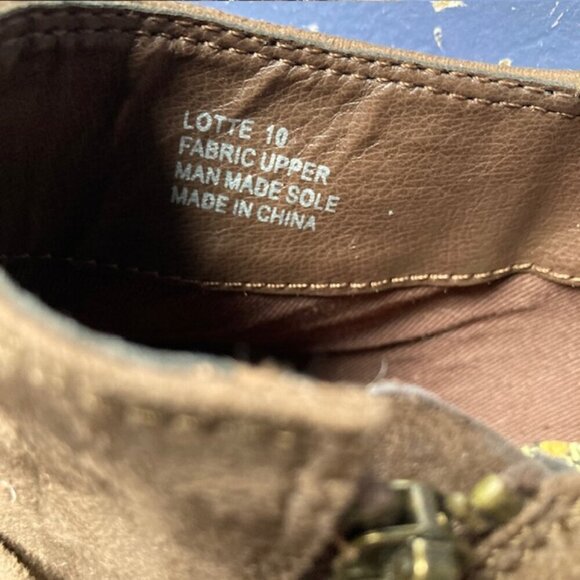 LOTTE 10
FABRIC UPPER
MAN MADE SOLE
MADE IN CHINA